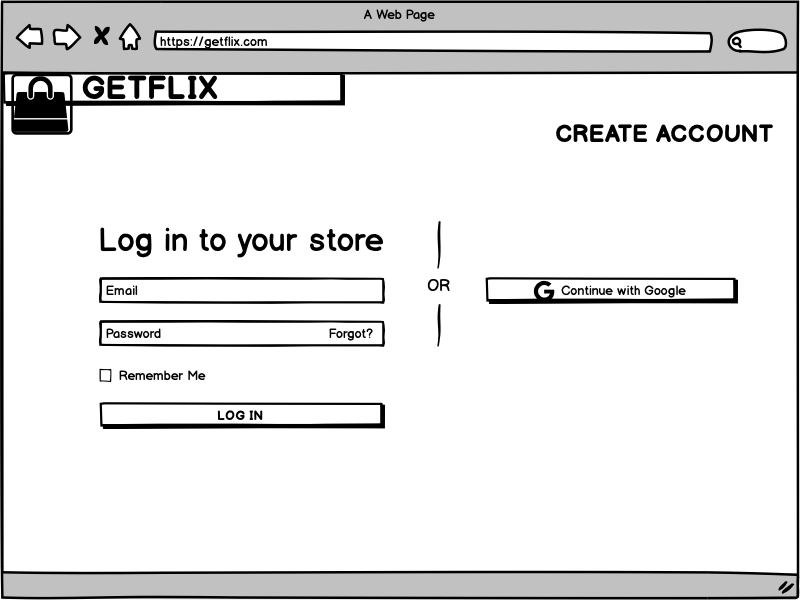 A Web Page
https://getflix.com
GETFLIX
CREATE ACCOUNT
Log in to your store
Email
Password Forgot?
Remember Me
LOG IN
OR
Continue with Google